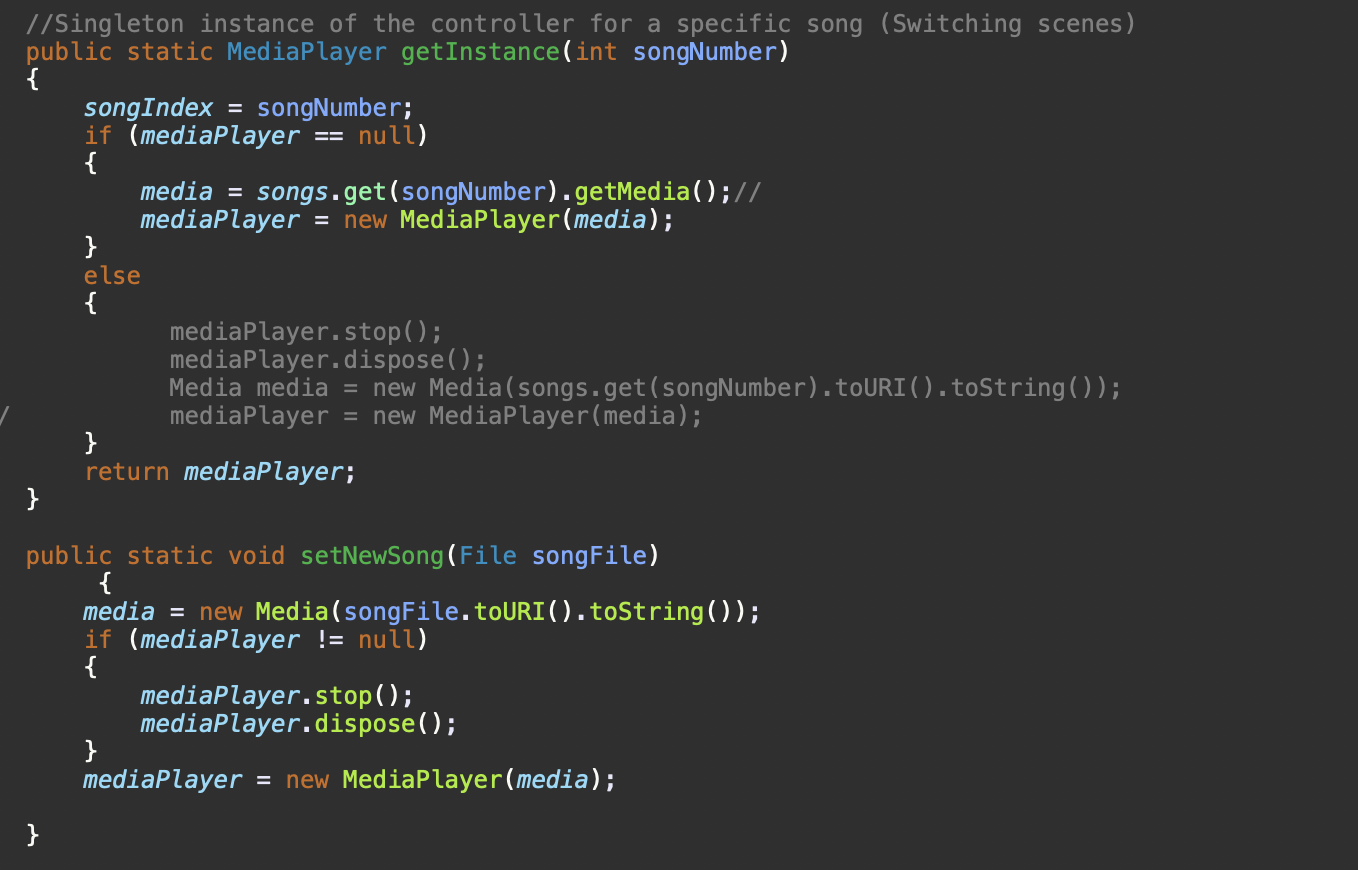 //Singleton instance of the controller for a specific song (Switching scenes)
public static MediaPlayer getInstance(int songNumber)
{
    songIndex = songNumber;
    if (mediaPlayer == null)
    {
        media = songs.get(songNumber).getMedia();//
        mediaPlayer = new MediaPlayer(media);
    }
    else
    {
          mediaPlayer.stop();
          mediaPlayer.dispose();
          Media media = new Media(songs.get(songNumber).toURI().toString());
/          mediaPlayer = new MediaPlayer(media);
    }
    return mediaPlayer;
}

public static void setNewSong(File songFile)
     {
    media = new Media(songFile.toURI().toString());
    if (mediaPlayer != null)
    {
        mediaPlayer.stop();
        mediaPlayer.dispose();
    }
    mediaPlayer = new MediaPlayer(media);

}